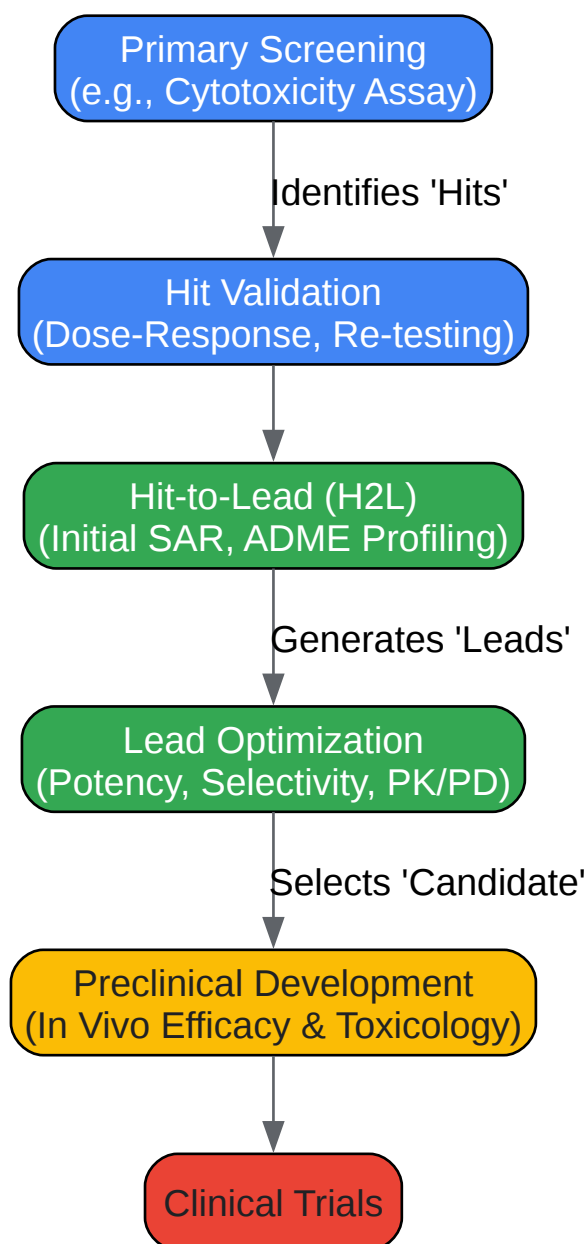 Primary Screening
(e.g., Cytotoxicity Assay)
Identifies 'Hits'
Hit Validation
(Dose-Response, Re-testing)
Hit-to-Lead (H2L)
(Initial SAR, ADME Profiling)
Generates 'Leads'
Lead Optimization
(Potency, Selectivity, PK/PD)
Selects 'Candidate'
Preclinical Development
(In Vivo Efficacy & Toxicology)
Clinical Trials